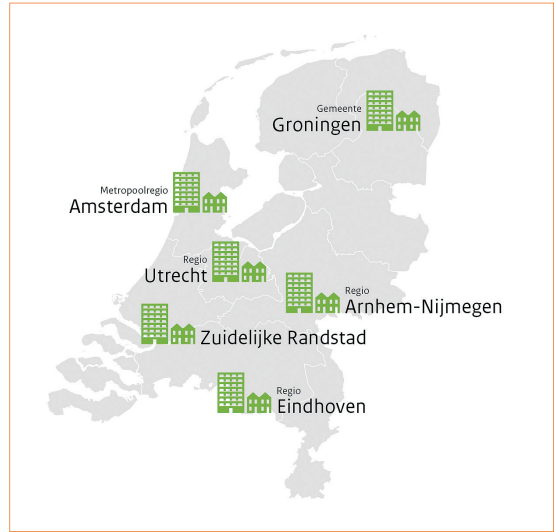 Gemeente
Groningen
Metropoolregio
Amsterdam
Regio
Utrecht
Regio
Arnhem-Nijmegen
Zuidelijke Randstad
Regio
Eindhoven